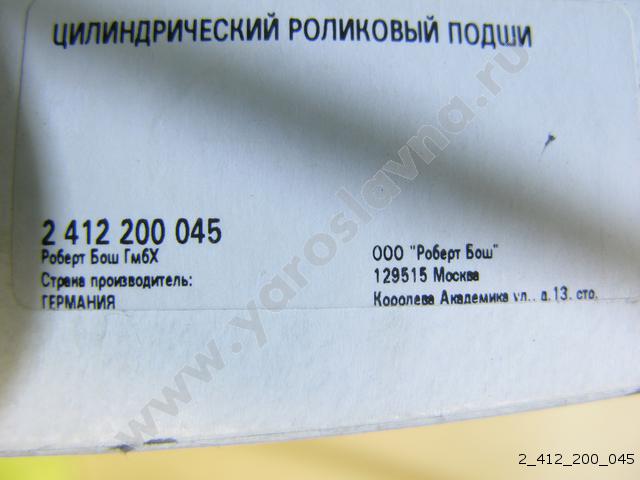 ЦИЛИНДРИЧЕСКИЙ РОЛИКОВЫЙ ПОДШИ
2 412 200 045
Роберт Бош ГмбХ
Страна производитель:
ГЕРМАНИЯ
ООО "Роберт Бош"
129515 Москва
Королева Академика ул., д.13, сто.
www.yaroslavna.ru
2_412_200_045